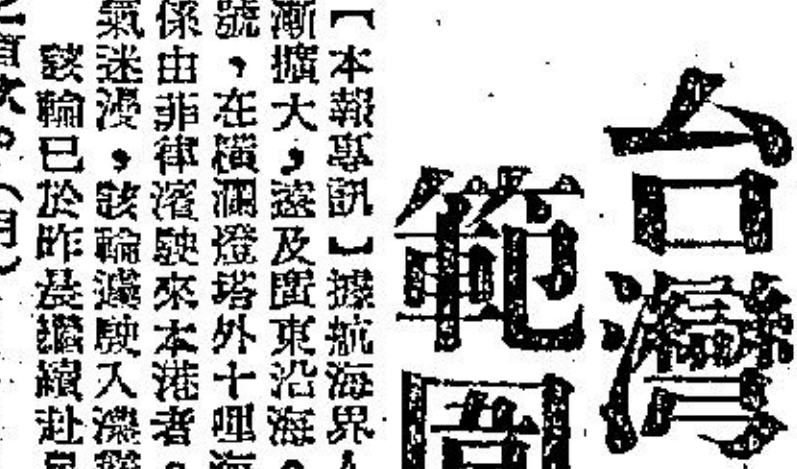 台灣
範圍
【本報專訊】據航海界人
漸擴大，遠及廣東沿海。
號，在橫瀾燈塔外十哩海
係由菲律濱駛來本港者。
氣迷漫，該輪遂駛入深
該輪已於昨晨繼續赴